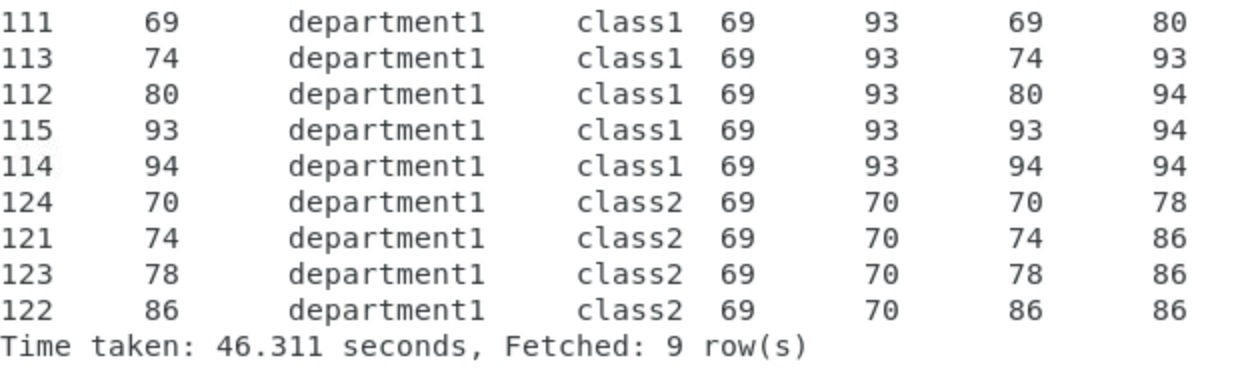 111 69 department1 class1 69 93 69 80
113 74 department1 class1 69 93 74 93
112 80 department1 class1 69 93 80 94
115 93 department1 class1 69 93 93 94
114 94 department1 class1 69 93 94 94
124 70 department1 class2 69 70 70 78
121 74 department1 class2 69 70 74 86
123 78 department1 class2 69 70 78 86
122 86 department1 class2 69 70 86 86
Time taken: 46.311 seconds, Fetched: 9 row(s)